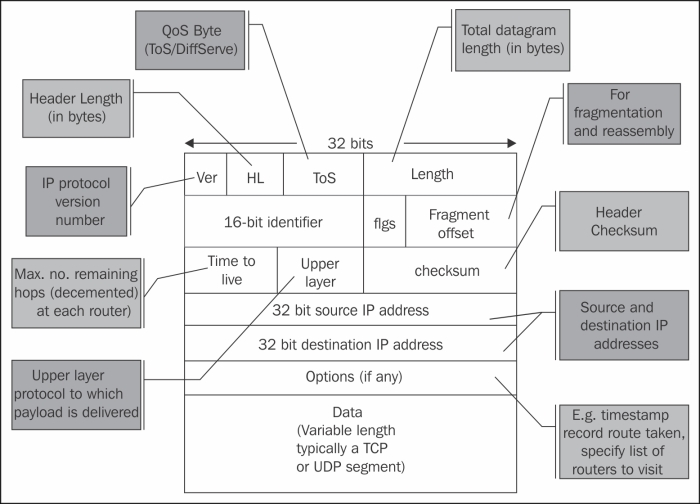 QoS Byte
(ToS/DiffServe)
Total datagram
length (in bytes)
Header Length
(in bytes)
For
fragmentation
and reassembly
32 bits
IP protocol
version
number
Ver
HL
ToS
Length
16-bit identifier
flgs
Fragment
offset
Header
Checksum
Max. no. remaining
hops (decemented)
at each router)
Time to
live
Upper
layer
checksum
32 bit source IP address
32 bit destination IP address
Source and
destination IP
addresses
Upper layer
protocol to which
payload is delivered
Options (if any)
Data
(Variable length
typically a TCP
or UDP segment)
E.g. timestamp
record route taken,
specify list of
routers to visit